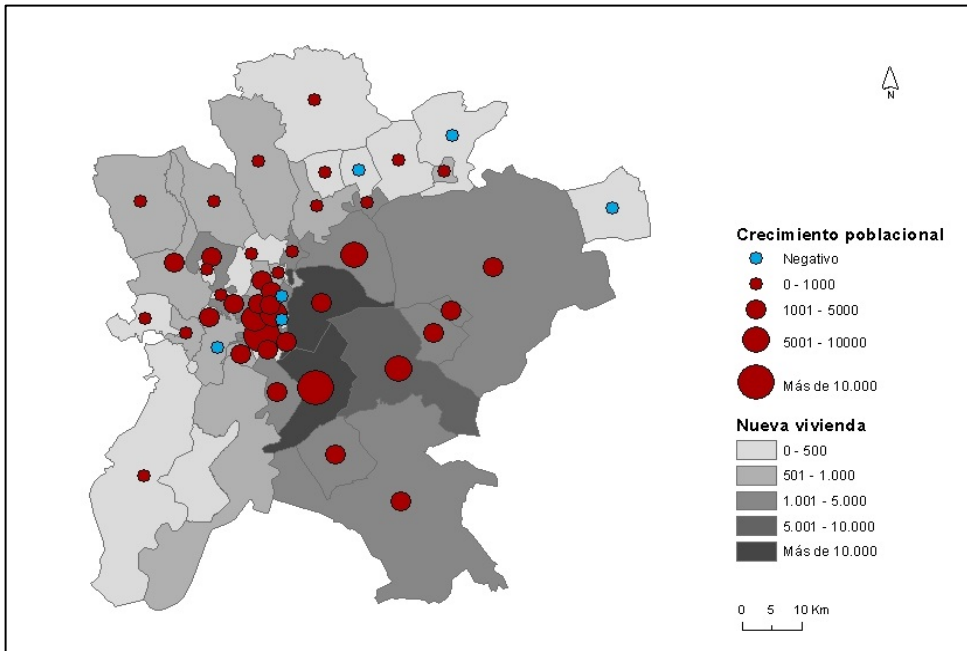 N
Crecimiento poblacional
Negativo
0 - 1000
1001 - 5000
5001 - 10000
Más de 10.000
Nueva vivienda
0 - 500
501 - 1.000
1.001 - 5.000
5.001 - 10.000
Más de 10.000
0 5 10 Km